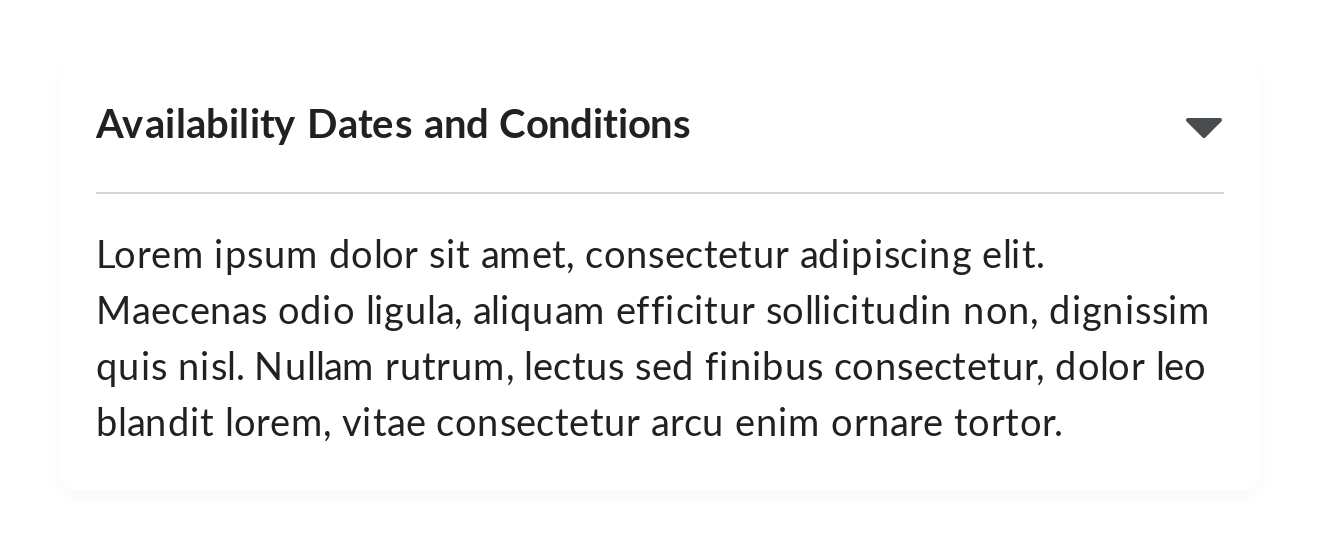 Availability Dates and Conditions
Lorem ipsum dolor sit amet, consectetur adipiscing elit.
Maecenas odio ligula, aliquam efficitur sollicitudin non, dignissim
quis nisl. Nullam rutrum, lectus sed finibus consectetur, dolor leo
blandit lorem, vitae consectetur arcu enim ornare tortor.